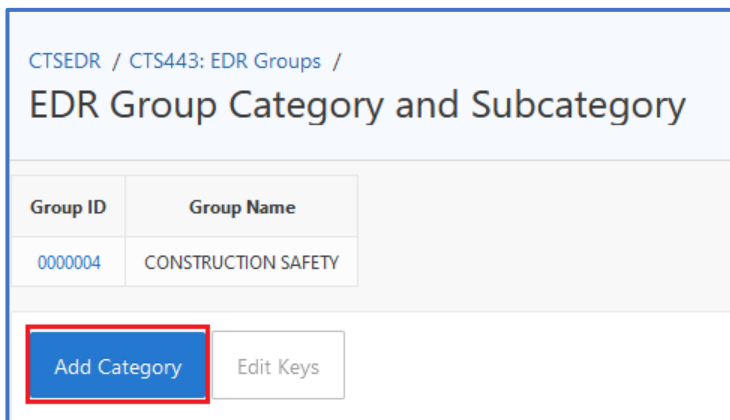 CTSEDR / CTS443: EDR Groups /
EDR Group Category and Subcategory
Group ID Group Name
0000004 CONSTRUCTION SAFETY
Add Category Edit Keys